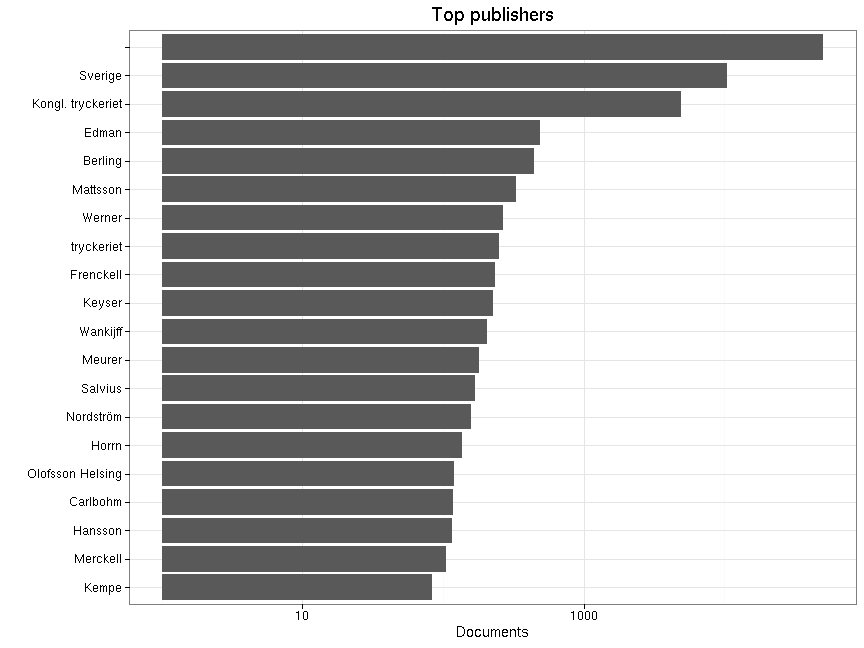 Top publishers
Sverige
Kongl. tryckeriet
Edman
Berling
Mattsson
Werner
tryckeriet
Frenckell
Keyser
Wankijff
Meurer
Salvius
Nordström
Horrn
Olofsson Helsing
Carlbohm
Hansson
Merckell
Kempe
10 1000
Documents